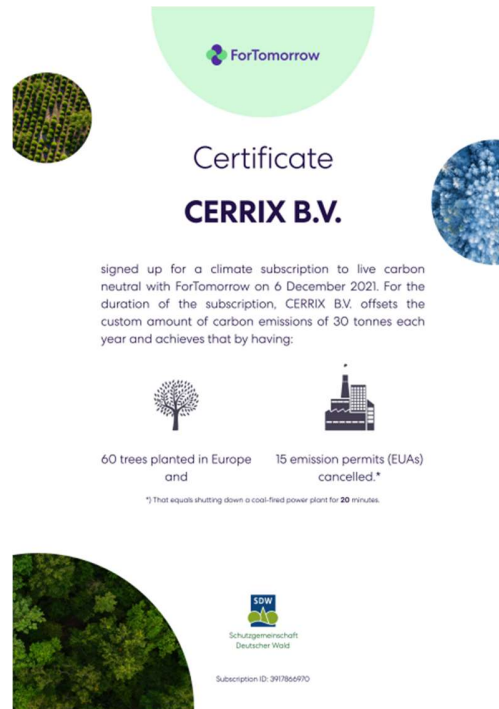 ForTomorrow
Certificate
CERRIX B.V.
signed up for a climate subscription to live carbon
neutral with ForTomorrow on 6 December 2021. For the
duration of the subscription, CERRIX B.V. offsets the
custom amount of carbon emissions of 30 tonnes each
year and achieves that by having:
60 trees planted in Europe
and
15 emission permits (EUAs)
cancelled.*
*) That equals shutting down a coal-fired power plant for 20 minutes.
SDW
Schutzgemeinschaft
Deutscher Wald
Subscription ID: 3917866970